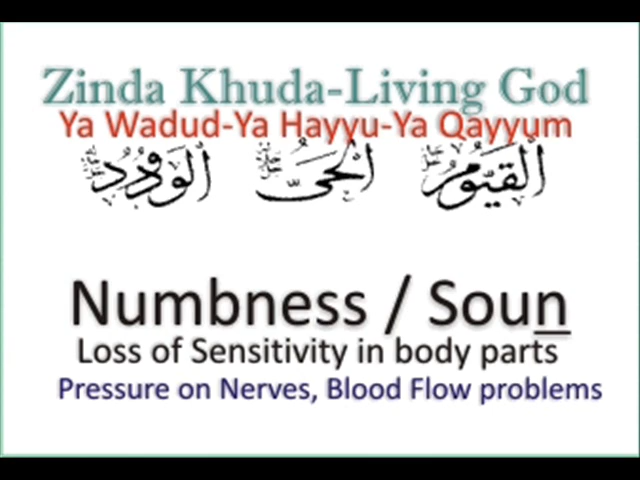 Zinda Khuda-Living God
Ya Wadud-Ya Hayyu-Ya Qayyum
الْوَدُودُ الْحَيُّ الْقَيُّومُ
Numbness / Soun
Loss of Sensitivity in body parts
Pressure on Nerves, Blood Flow problems